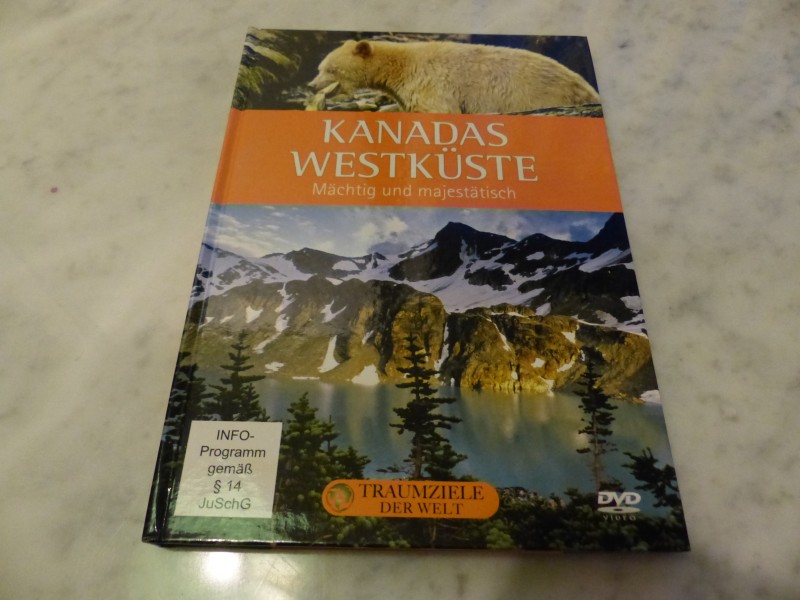 KANADAS
WESTKÜSTE
Mächtig und majestätisch
INFO-
Programm
gemäß
§ 14
JuSchG
TRAUMZIELE
DER WELT
DVD
VIDEO